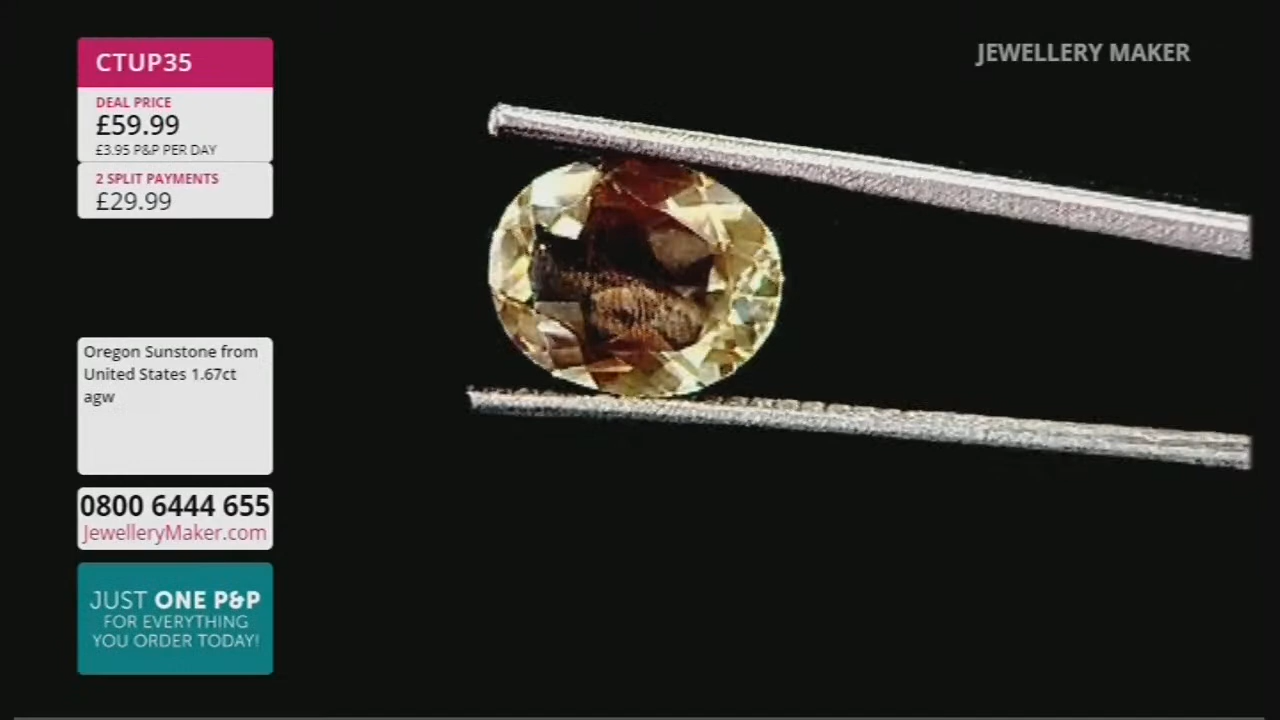 CTUP35
DEAL PRICE
£59.99
£3.95 P&P PER DAY
2 SPLIT PAYMENTS
£29.99
JEWELLERY MAKER
Oregon Sunstone from
United States 1.67ct
agw
0800 6444 655
JewelleryMaker.com
JUST ONE P&P
FOR EVERYTHING
YOU ORDER TODAY!